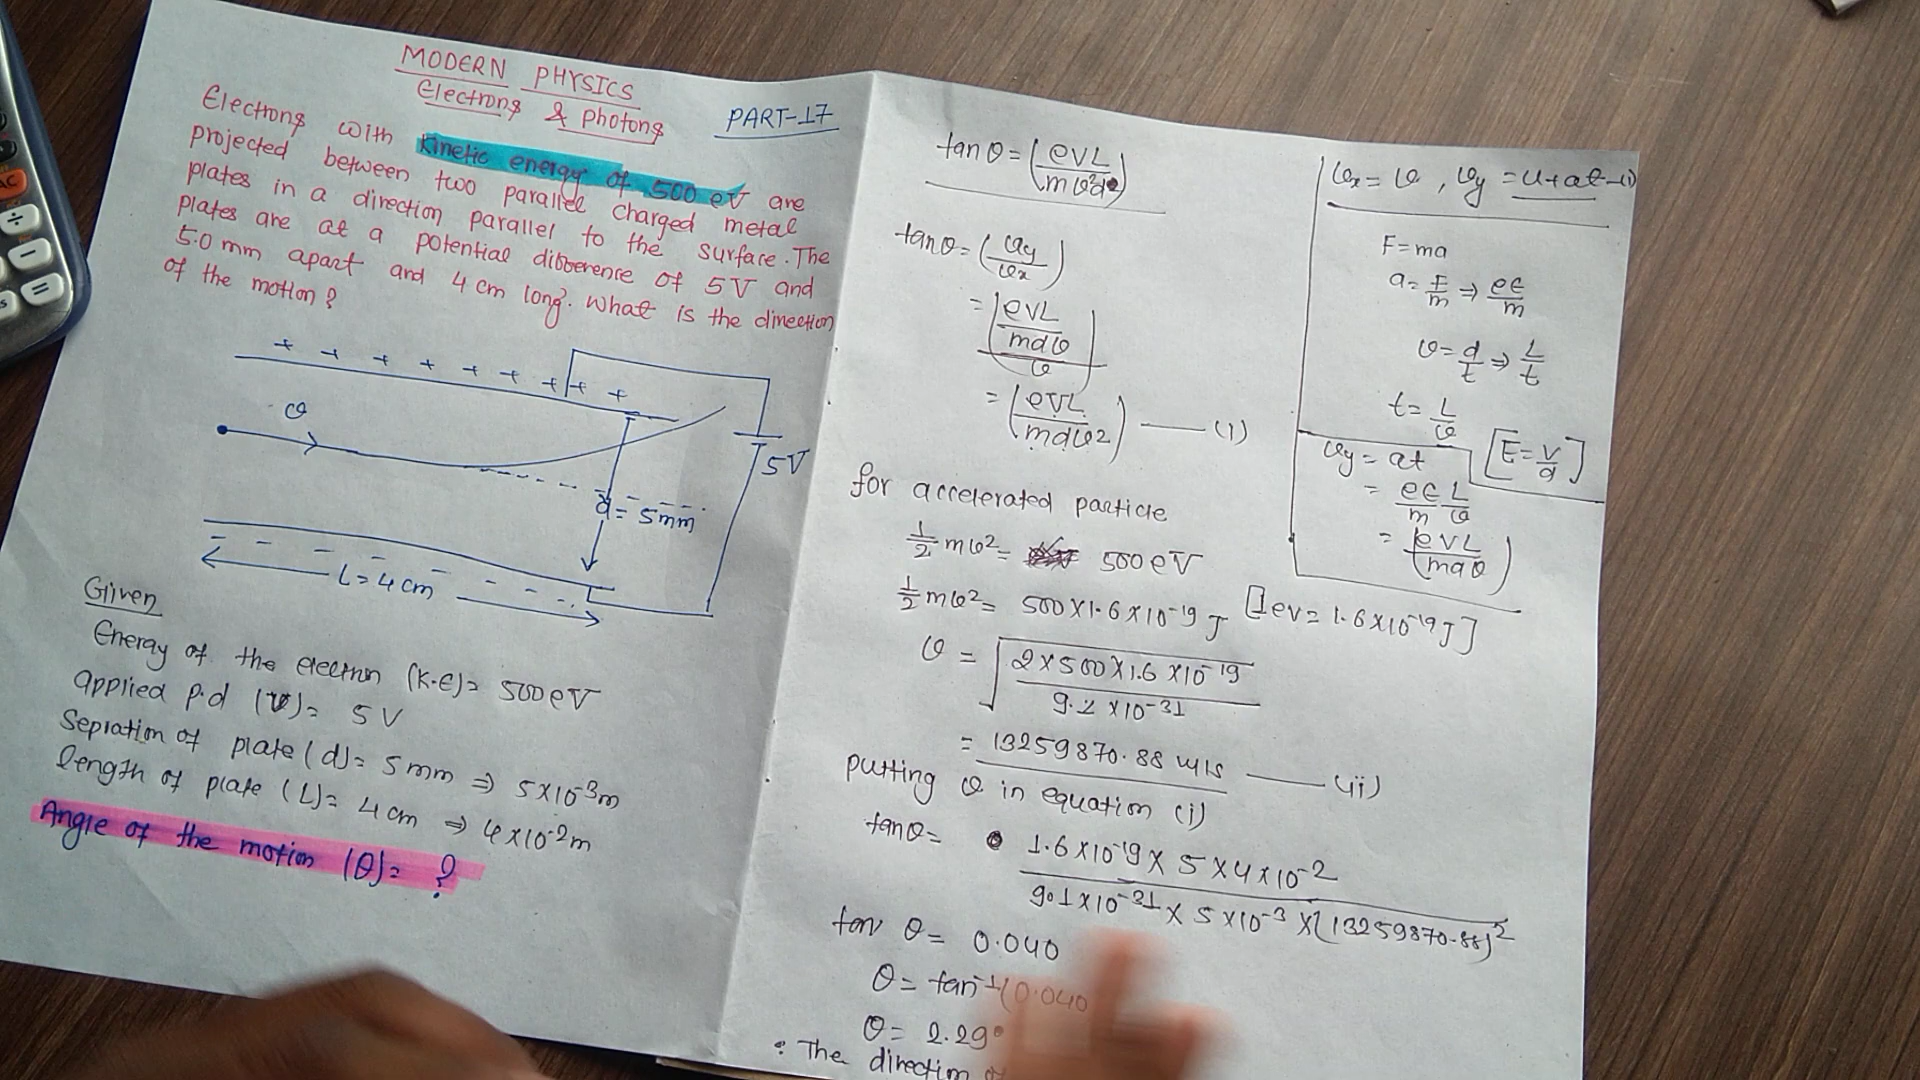 MODERN PHYSICS
Electrons & Photons
PART-17
Electrons with Kinetic energy of 500 eV are
projected between two parallel charged metal
plates in a direction parallel to the surface. The
plates are at a potential difference of 5V and
5.0 mm apart and 4 cm long. What is the direction
of the motion?
+ + + + + + + + +
v
5V
d = 5mm
- - - - - - - -
L = 4 cm
Given
Energy of the electron (K.E) = 500 eV
applied p.d (V) = 5 V
Sepration of plate (d) = 5 mm ⇒ 5×10⁻³m
length of plate (L) = 4 cm ⇒ 4×10⁻²m
Angle of the motion (θ) = ?
tan θ = (eVL / mv²d)
tan θ = (vy / vx)
= (eVL / mdv / v)
= (eVL / mdv²) —— (i)
for accelerated particle
½ mv² = 500 eV
½ mv² = 500×1.6×10⁻¹⁹ J [1ev = 1.6×10⁻¹⁹ J]
v = √(2×500×1.6×10⁻¹⁹ / 9.1×10⁻³¹)
= 13259870.88 m/s —— (ii)
putting v in equation (i)
tan θ = 1.6×10⁻¹⁹ × 5 × 4×10⁻² / 9.1×10⁻³¹ × 5×10⁻³ × (13259870.88)²
tan θ = 0.040
θ = tan⁻¹(0.040
θ = 2.29°
∴ The direction
vx = v , vy = u+at —(i)
F = ma
a = F/m ⇒ eE/m
v = d/t ⇒ L/t
t = L/v
vy = at [E = V/d]
= eE/m L/v
= (eVL / mdv)